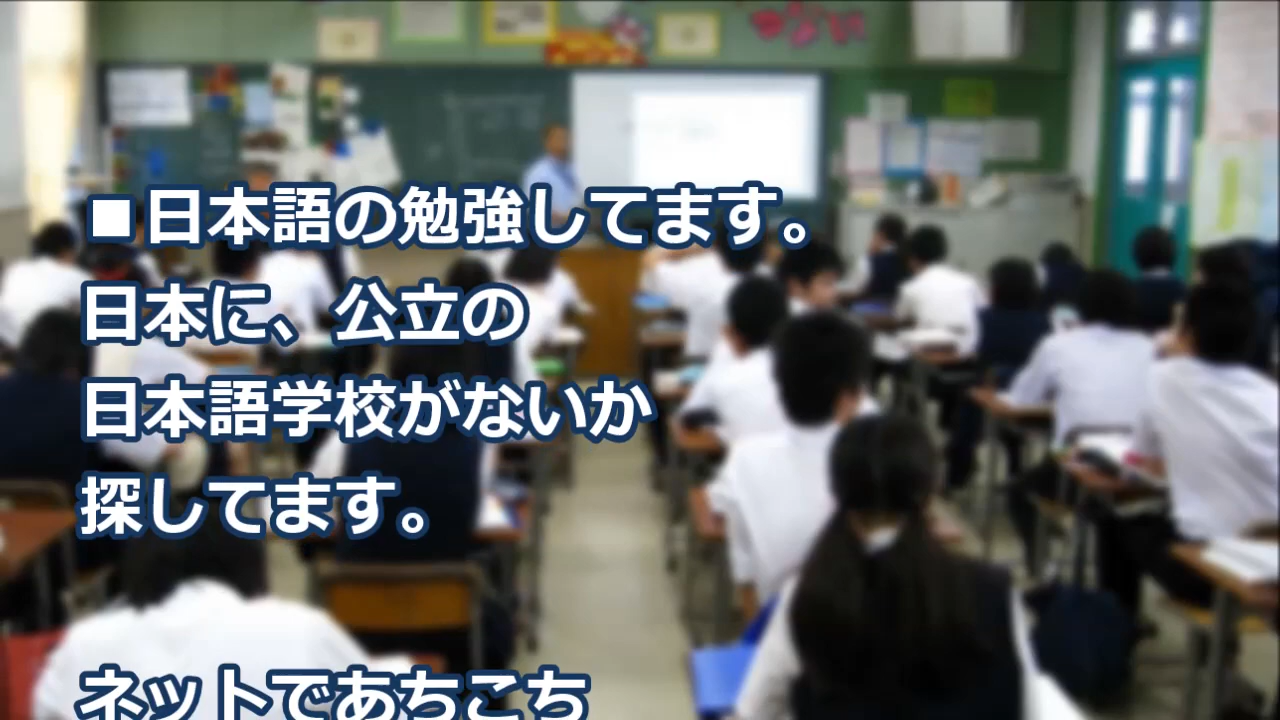 ■日本語の勉強してます。
日本に、公立の
日本語学校がないか
探してます。
ネットであちこち